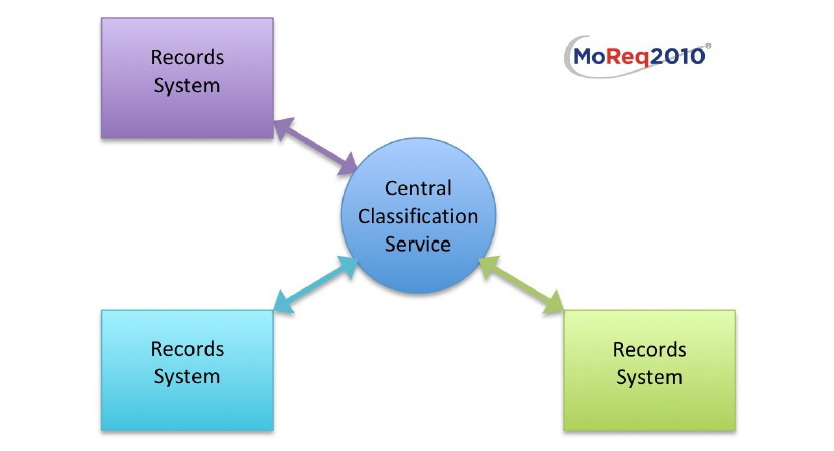 Records
System
MoReq2010®
Central
Classification
Service
Records
System
Records
System